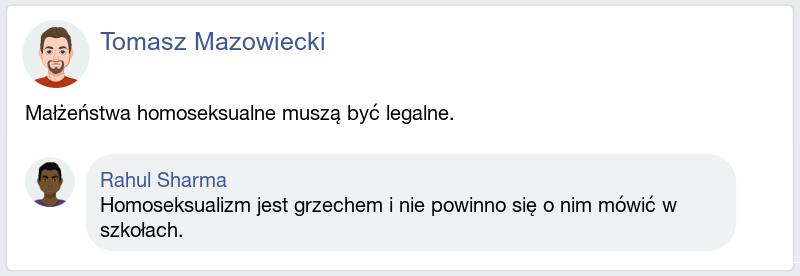 Tomasz Mazowiecki
Małżeństwa homoseksualne muszą być legalne.
Rahul Sharma
Homoseksualizm jest grzechem i nie powinno się o nim mówić w
szkołach.